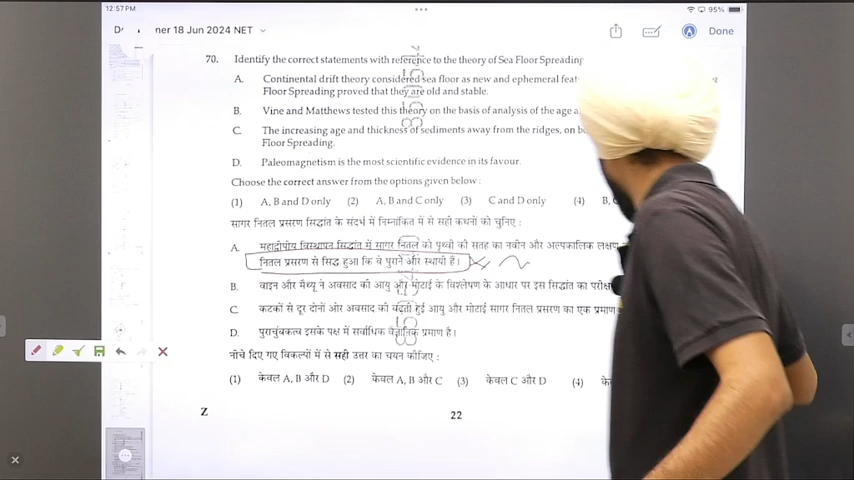 12:57 PM
95%
ner 18 Jun 2024 NET
Done
70. Identify the correct statements with reference to the theory of Sea Floor Spreading
A. Continental drift theory considered sea floor as new and ephemeral
Floor Spreading proved that they are old and stable.
B. Vine and Matthews tested this theory on the basis of analysis of the age
C. The increasing age and thickness of sediments away from the ridges, on
Floor Spreading.
D. Paleomagnetism is the most scientific evidence in its favour.
Choose the correct answer from the options given below :
(1) A, B and D only (2) A, B and C only (3) C and D only (4) B,
सागर नितल प्रसरण सिद्धांत के संदर्भ में निम्नांकित में से सही कथनों को चुनिए :
A. महाद्वीपीय विस्थापन सिद्धांत में सागर नितल को पृथ्वी की सतह का नवीन और अल्पकालिक लक्षण
नितल प्रसरण से सिद्ध हुआ कि वे पुराने और स्थायी हैं।
B. वाइन और मैथ्यू ने अवसाद की आयु और मोटाई के विश्लेषण के आधार पर इस सिद्धांत का
C. कटकों से दूर दोनों ओर अवसाद की बढ़ती हुई आयु और मोटाई सागर नितल प्रसरण का एक प्रमाण
D. पुराचुंबकत्व इसके पक्ष में सर्वाधिक वैज्ञानिक प्रमाण है।
नीचे दिए गए विकल्पों में से सही उत्तर का चयन कीजिए :
(1) केवल A, B और D (2) केवल A, B और C (3) केवल C और D (4)
Z 22